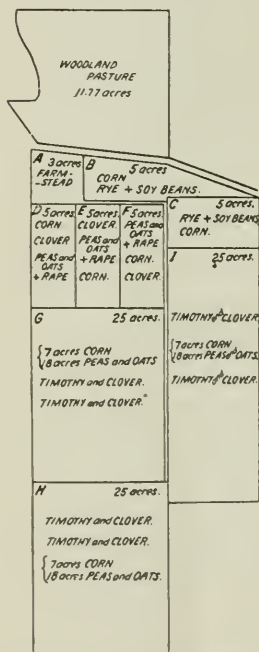 WOODLAND
PASTURE
11.77 acres
A 3 acres
FARM-
-STEAD
B 5 acres
CORN
RYE + SOY BEANS.
C 5 acres.
RYE + SOY BEANS
CORN.
D 5 acres.
CORN
CLOVER
PEAS and
OATS
+ RAPE
E 5 acres.
CLOVER
PEAS and
OATS
+ RAPE
CORN.
F 5 acres.
PEAS and
OATS
+ RAPE
CORN.
CLOVER.
G 25 acres.
{7 acres CORN
18 acres PEAS and OATS
TIMOTHY and CLOVER.
TIMOTHY and CLOVER.
H 25 acres.
TIMOTHY and CLOVER.
TIMOTHY and CLOVER.
{7 acres CORN
18 acres PEAS and OATS.
I 25 acres.
TIMOTHY & CLOVER.
{7 acres CORN
18 acres PEAS & OATS.
TIMOTHY & CLOVER.